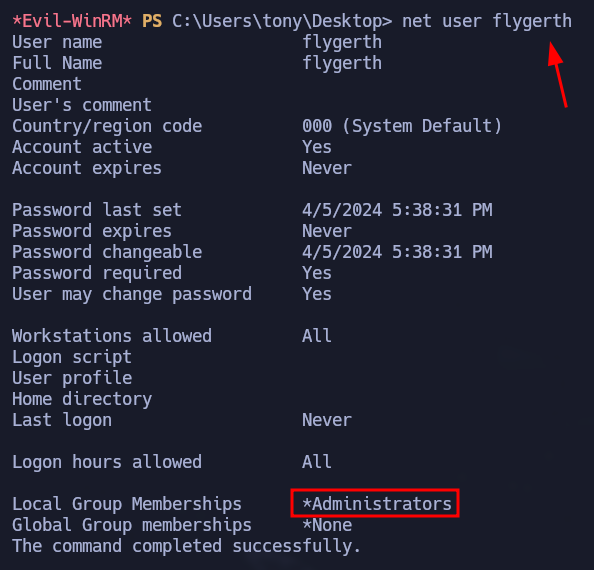 *Evil-WinRM* PS C:\Users\tony\Desktop> net user flygerth
User name flygerth
Full Name flygerth
Comment
User's comment
Country/region code 000 (System Default)
Account active Yes
Account expires Never
Password last set 4/5/2024 5:38:31 PM
Password expires Never
Password changeable 4/5/2024 5:38:31 PM
Password required Yes
User may change password Yes
Workstations allowed All
Logon script
User profile
Home directory
Last logon Never
Logon hours allowed All
Local Group Memberships *Administrators
Global Group memberships *None
The command completed successfully.